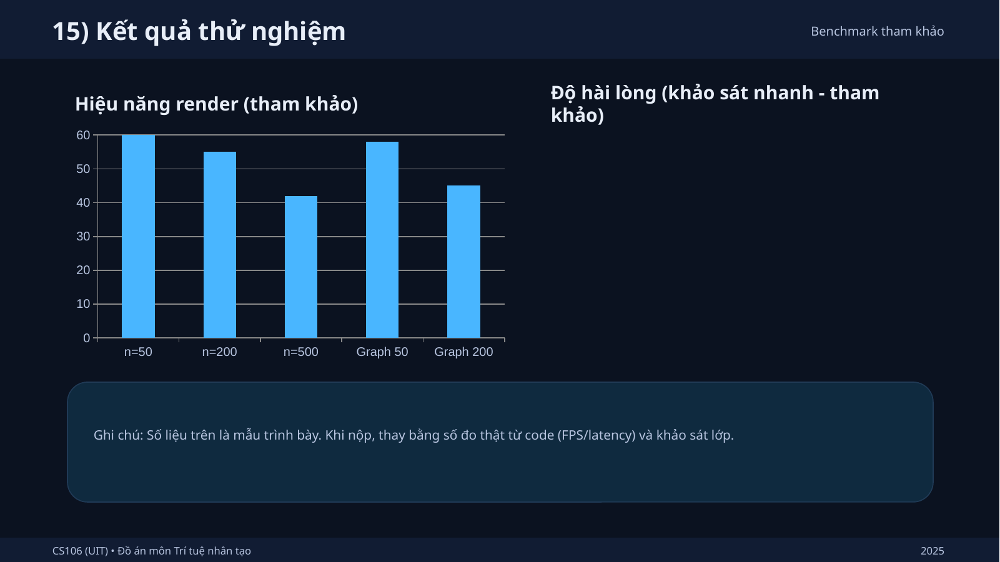 15) Kết quả thử nghiệm
Benchmark tham khảo
Hiệu năng render (tham khảo)
60
50
40
30
20
10
0
n=50
n=200
n=500
Graph 50
Graph 200
Độ hài lòng (khảo sát nhanh - tham
khảo)
Ghi chú: Số liệu trên là mẫu trình bày. Khi nộp, thay bằng số đo thật từ code (FPS/latency) và khảo sát lớp.
CS106 (UIT) • Đồ án môn Trí tuệ nhân tạo
2025